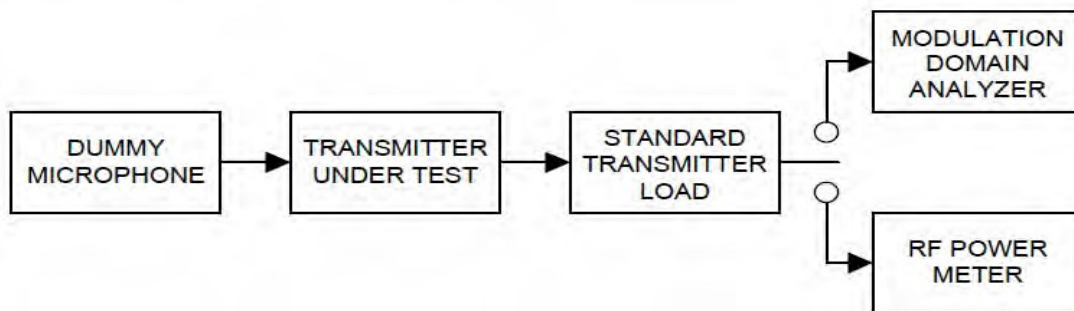 DUMMY
MICROPHONE
TRANSMITTER
UNDER TEST
STANDARD
TRANSMITTER
LOAD
MODULATION
DOMAIN
ANALYZER
RF POWER
METER